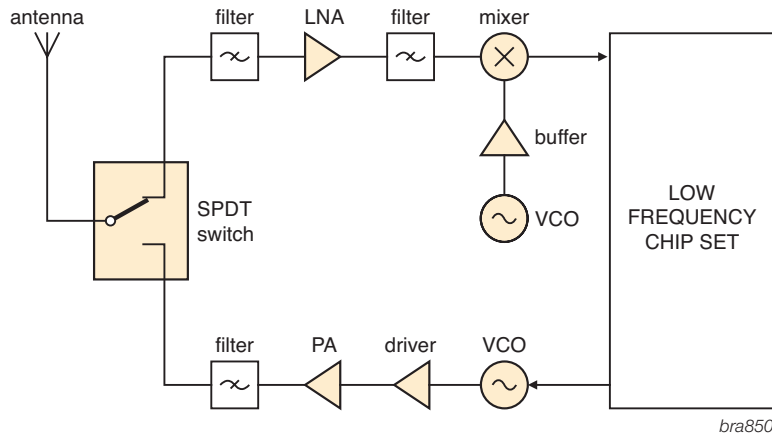 antenna
filter
LNA
filter
mixer
buffer
SPDT
switch
VCO
LOW
FREQUENCY
CHIP SET
filter
PA
driver
VCO
bra850